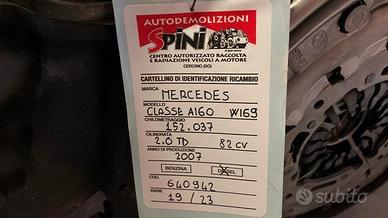 AUTODEMOLIZIONI
SPINI
CENTRO AUTORIZZATO RACCOLTA
E RADIAZIONE VEICOLI A MOTORE
CERCINO (SO)
CARTELLINO DI IDENTIFICAZIONE RICAMBIO
MARCA
MERCEDES
MODELLO
CLASSE A160 W169
CHILOMETRAGGIO
152.037
CILINDRATA
2.0 TD 82 CV
ANNO DI PRODUZIONE
2007
BENZINA DIESEL
COD.
640942
VARIE
19 / 23
subito